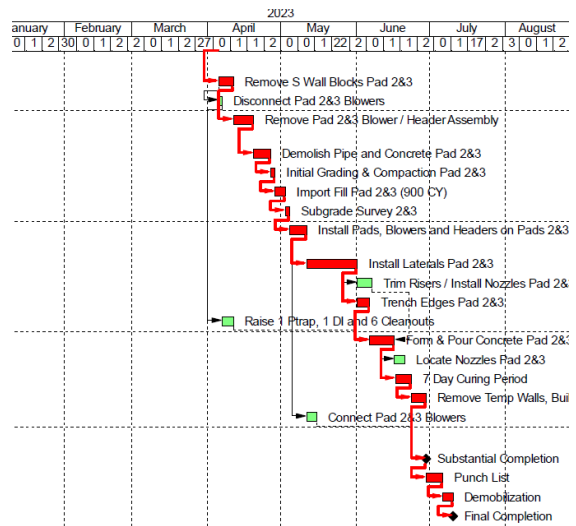 2023
anuary February March April May June July August
0 1 2 30 0 1 2 2 0 1 2 27 0 1 1 2 0 0 1 22 2 0 1 1 2 0 1 17 2 3 0 1 2
Remove S Wall Blocks Pad 2&3
Disconnect Pad 2&3 Blowers
Remove Pad 2&3 Blower / Header Assembly
Demolish Pipe and Concrete Pad 2&3
Initial Grading & Compaction Pad 2&3
Import Fill Pad 2&3 (900 CY)
Subgrade Survey 2&3
Install Pads, Blowers and Headers on Pads 2&3
Install Laterals Pad 2&3
Trim Risers / Install Nozzles Pad 2&
Trench Edges Pad 2&3
Raise 1 Ptrap, 1 DI and 6 Cleanouts
Form & Pour Concrete Pad 2&3
Locate Nozzles Pad 2&3
7 Day Curing Period
Remove Temp Walls, Buil
Connect Pad 2&3 Blowers
Substantial Completion
Punch List
Demobrization
Final Completion